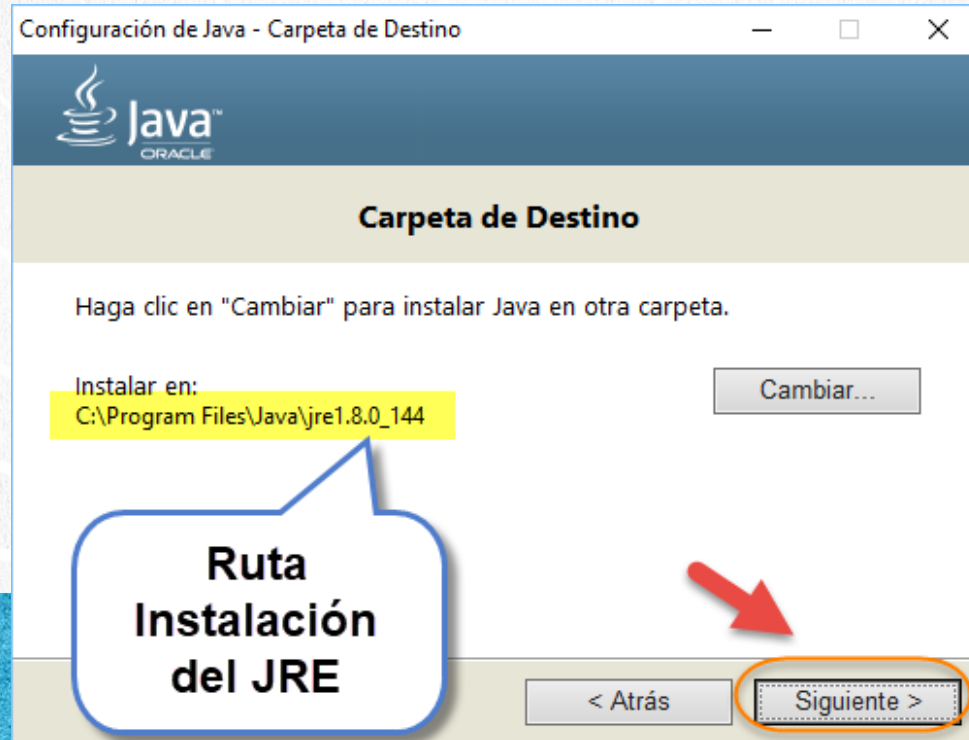 Configuración de Java - Carpeta de Destino
Java™
ORACLE
Carpeta de Destino
Haga clic en "Cambiar" para instalar Java en otra carpeta.
Instalar en:
C:\Program Files\Java\jre1.8.0_144
Cambiar...
Ruta
Instalación
del JRE
< Atrás
Siguiente >